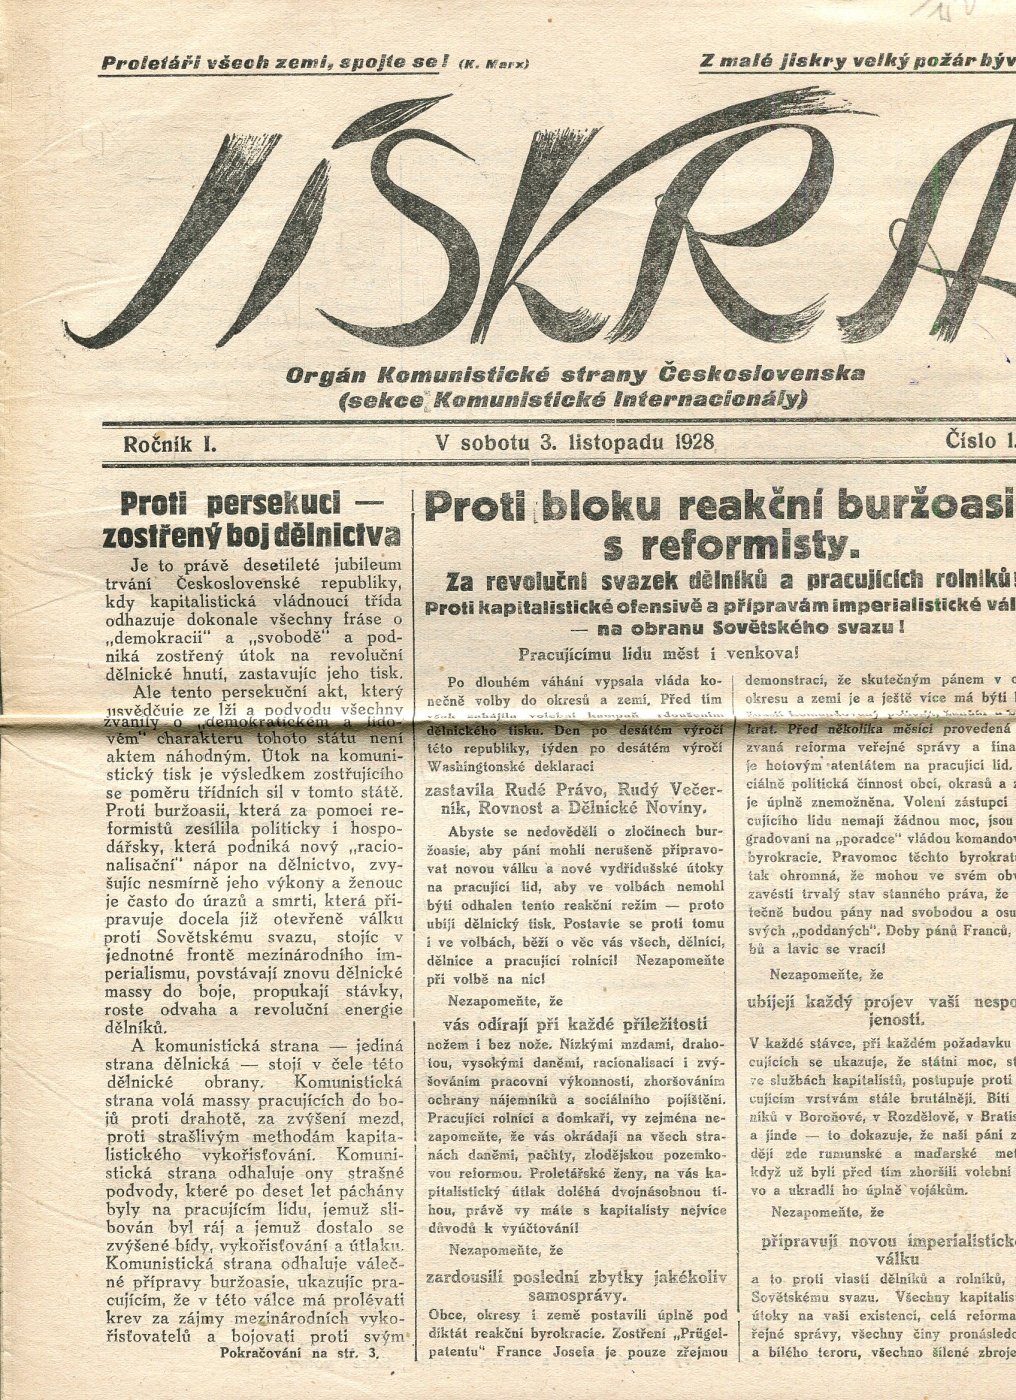 Proletáři všech zemi, spojte se! (K. Marx)
Z malé jiskry velký požár býv
JISKRA
Orgán Komunistické strany Československa
(sekce Komunistické Internacionály)
Ročník I.
V sobotu 3. listopadu 1928
Číslo 1.
Proti persekuci —
zostřený boj dělnictva
Je to právě desetileté jubileum
trvání Československé republiky,
kdy kapitalistická vládnoucí třída
odhazuje dokonale všechny fráse o
„demokracii" a „svobodě" a pod-
niká zostřený útok na revoluční
dělnické hnutí, zastavujíc jeho tisk.
Ale tento persekuční akt, který
usvědčuje ze lži a podvodu všechny
žvanily o „demokratickém a lido-
vém" charakteru tohoto státu není
aktem náhodným. Útok na komuni-
stický tisk je výsledkem zostřujícího
se poměru třídních sil v tomto státě.
Proti buržoasii, která za pomoci re-
formistů zesílila politicky i hospo-
dářsky, která podniká nový „racio-
nalisační" nápor na dělnictvo, zvy-
šujíc nesmírně jeho výkony a ženouc
je často do úrazů a smrti, která při-
pravuje docela již otevřeně válku
proti Sovětskému svazu, stojíc v
jednotné frontě mezinárodního im-
perialismu, povstávají znovu dělnické
massy do boje, propukají stávky,
roste odvaha a revoluční energie
dělníků.
A komunistická strana — jediná
strana dělnická — stojí v čele této
dělnické obrany. Komunistická
strana volá massy pracujících do bo-
jů proti drahotě, za zvýšení mezd,
proti strašlivým methodám kapita-
listického vykořisťování. Komuni-
stická strana odhaluje ony strašné
podvody, které po deset let páchány
byly na pracujícím lidu, jemuž sli-
bován byl ráj a jemuž dostalo se
zvýšené bídy, vykořisťování a útlaku.
Komunistická strana odhaluje váleč-
né přípravy buržoasie, ukazujíc pra-
cujícím, že v této válce má prolévati
krev za zájmy mezinárodních vyko-
řisťovatelů a bojovati proti svým
Pokračování na str. 3.
Proti bloku reakční buržoasi
s reformisty.
Za revoluční svazek dělníků a pracujících rolníků!
Proti kapitalistické ofensivě a přípravám imperialistické vál
— na obranu Sovětského svazu!
Pracujícímu lidu měst i venkova!
Po dlouhém váhání vypsala vláda ko-
nečně volby do okresů a zemí. Před tím
však zahájila volební kampaň zdoušením
dělnického tisku. Den po desátém výročí
této republiky, týden po desátém výročí
Washingtonské deklaraci
zastavila Rudé Právo, Rudý Večer-
ník, Rovnost a Dělnické Noviny.
Abyste se nedověděli o zločinech bur-
žoasie, aby páni mohli nerušeně připravo-
vat novou válku a nové vydřidušské útoky
na pracující lid, aby ve volbách nemohl
býti odhalen tento reakční režim — proto
ubíjí dělnický tisk. Postavte se proti tomu
i ve volbách, běží o věc vás všech, dělníci,
dělnice a pracující rolníci! Nezapomeňte
při volbě na nic!
Nezapomeňte, že
vás odírají při každé příležitosti
nožem i bez nože. Nízkými mzdami, draho-
tou, vysokými daněmi, racionalisací i zvý-
šováním pracovní výkonnosti, zhoršováním
ochrany nájemníků a sociálního pojištění.
Pracující rolníci a domkaři, vy zejména ne-
zapomeňte, že vás okrádají na všech stra-
nách daněmi, pachty, zlodějskou pozemko-
vou reformou. Proletářské ženy, na vás ka-
pitalistický útlak doléhá dvojnásobnou tí-
hou, právě vy máte s kapitalisty nejvíce
důvodů k vyúčtování!
Nezapomeňte, že
zardousili poslední zbytky jakékoliv
samosprávy.
Obce, okresy i země postavili úplně pod
diktát reakční byrokracie. Zostření „Prügel-
patentu" France Josefa je pouze zřejmou
demonstrací, že skutečným pánem v o
okresu a zemi je a ještě více má býti
krat. Před několika měsíci provedená
zvaná reforma veřejné správy a fina
je hotovým atentátem na pracující lid.
ciálně politická činnost obcí, okrasů a z
je úplně znemožněna. Volení zástupci
cujícího lidu nemají žádnou moc, jsou
gradovani na „poradce" vládou komandov
byrokracie. Pravomoc těchto byrokratů
tak ohromná, že mohou ve svém obv
zavésti trvalý stav stanného práva, že
tečně budou pány nad svobodou a osu
svých „poddaných". Doby pánů Franců,
bů a lavic se vrací!
Nezapomeňte, že
ubíjejí každý projev vaší nespo
jenosti.
V každé stávce, při každém požadavku
cujících se ukazuje, že státní moc, st
ve službách kapitalistů, postupuje proti
cujícím vrstvám stále brutálněji. Bití
níků v Boroňové, v Rozdělově, v Bratis
a jinde — to dokazuje, že naši páni z
dějí zde rumunské a maďarské met
když už byli před tím zhoršili volební
vo a ukradli ho úplně vojákům.
Nezapomeňte, že
připravují novou imperialistick
válku
a to proti vlasti dělníků a rolníků,
Sovětskému svazu. Všechny kapitalis
útoky na vaši existenci, celá reforma
řejné správy, všechny činy pronásledo
a bílého teroru, všechno šílené zbroje